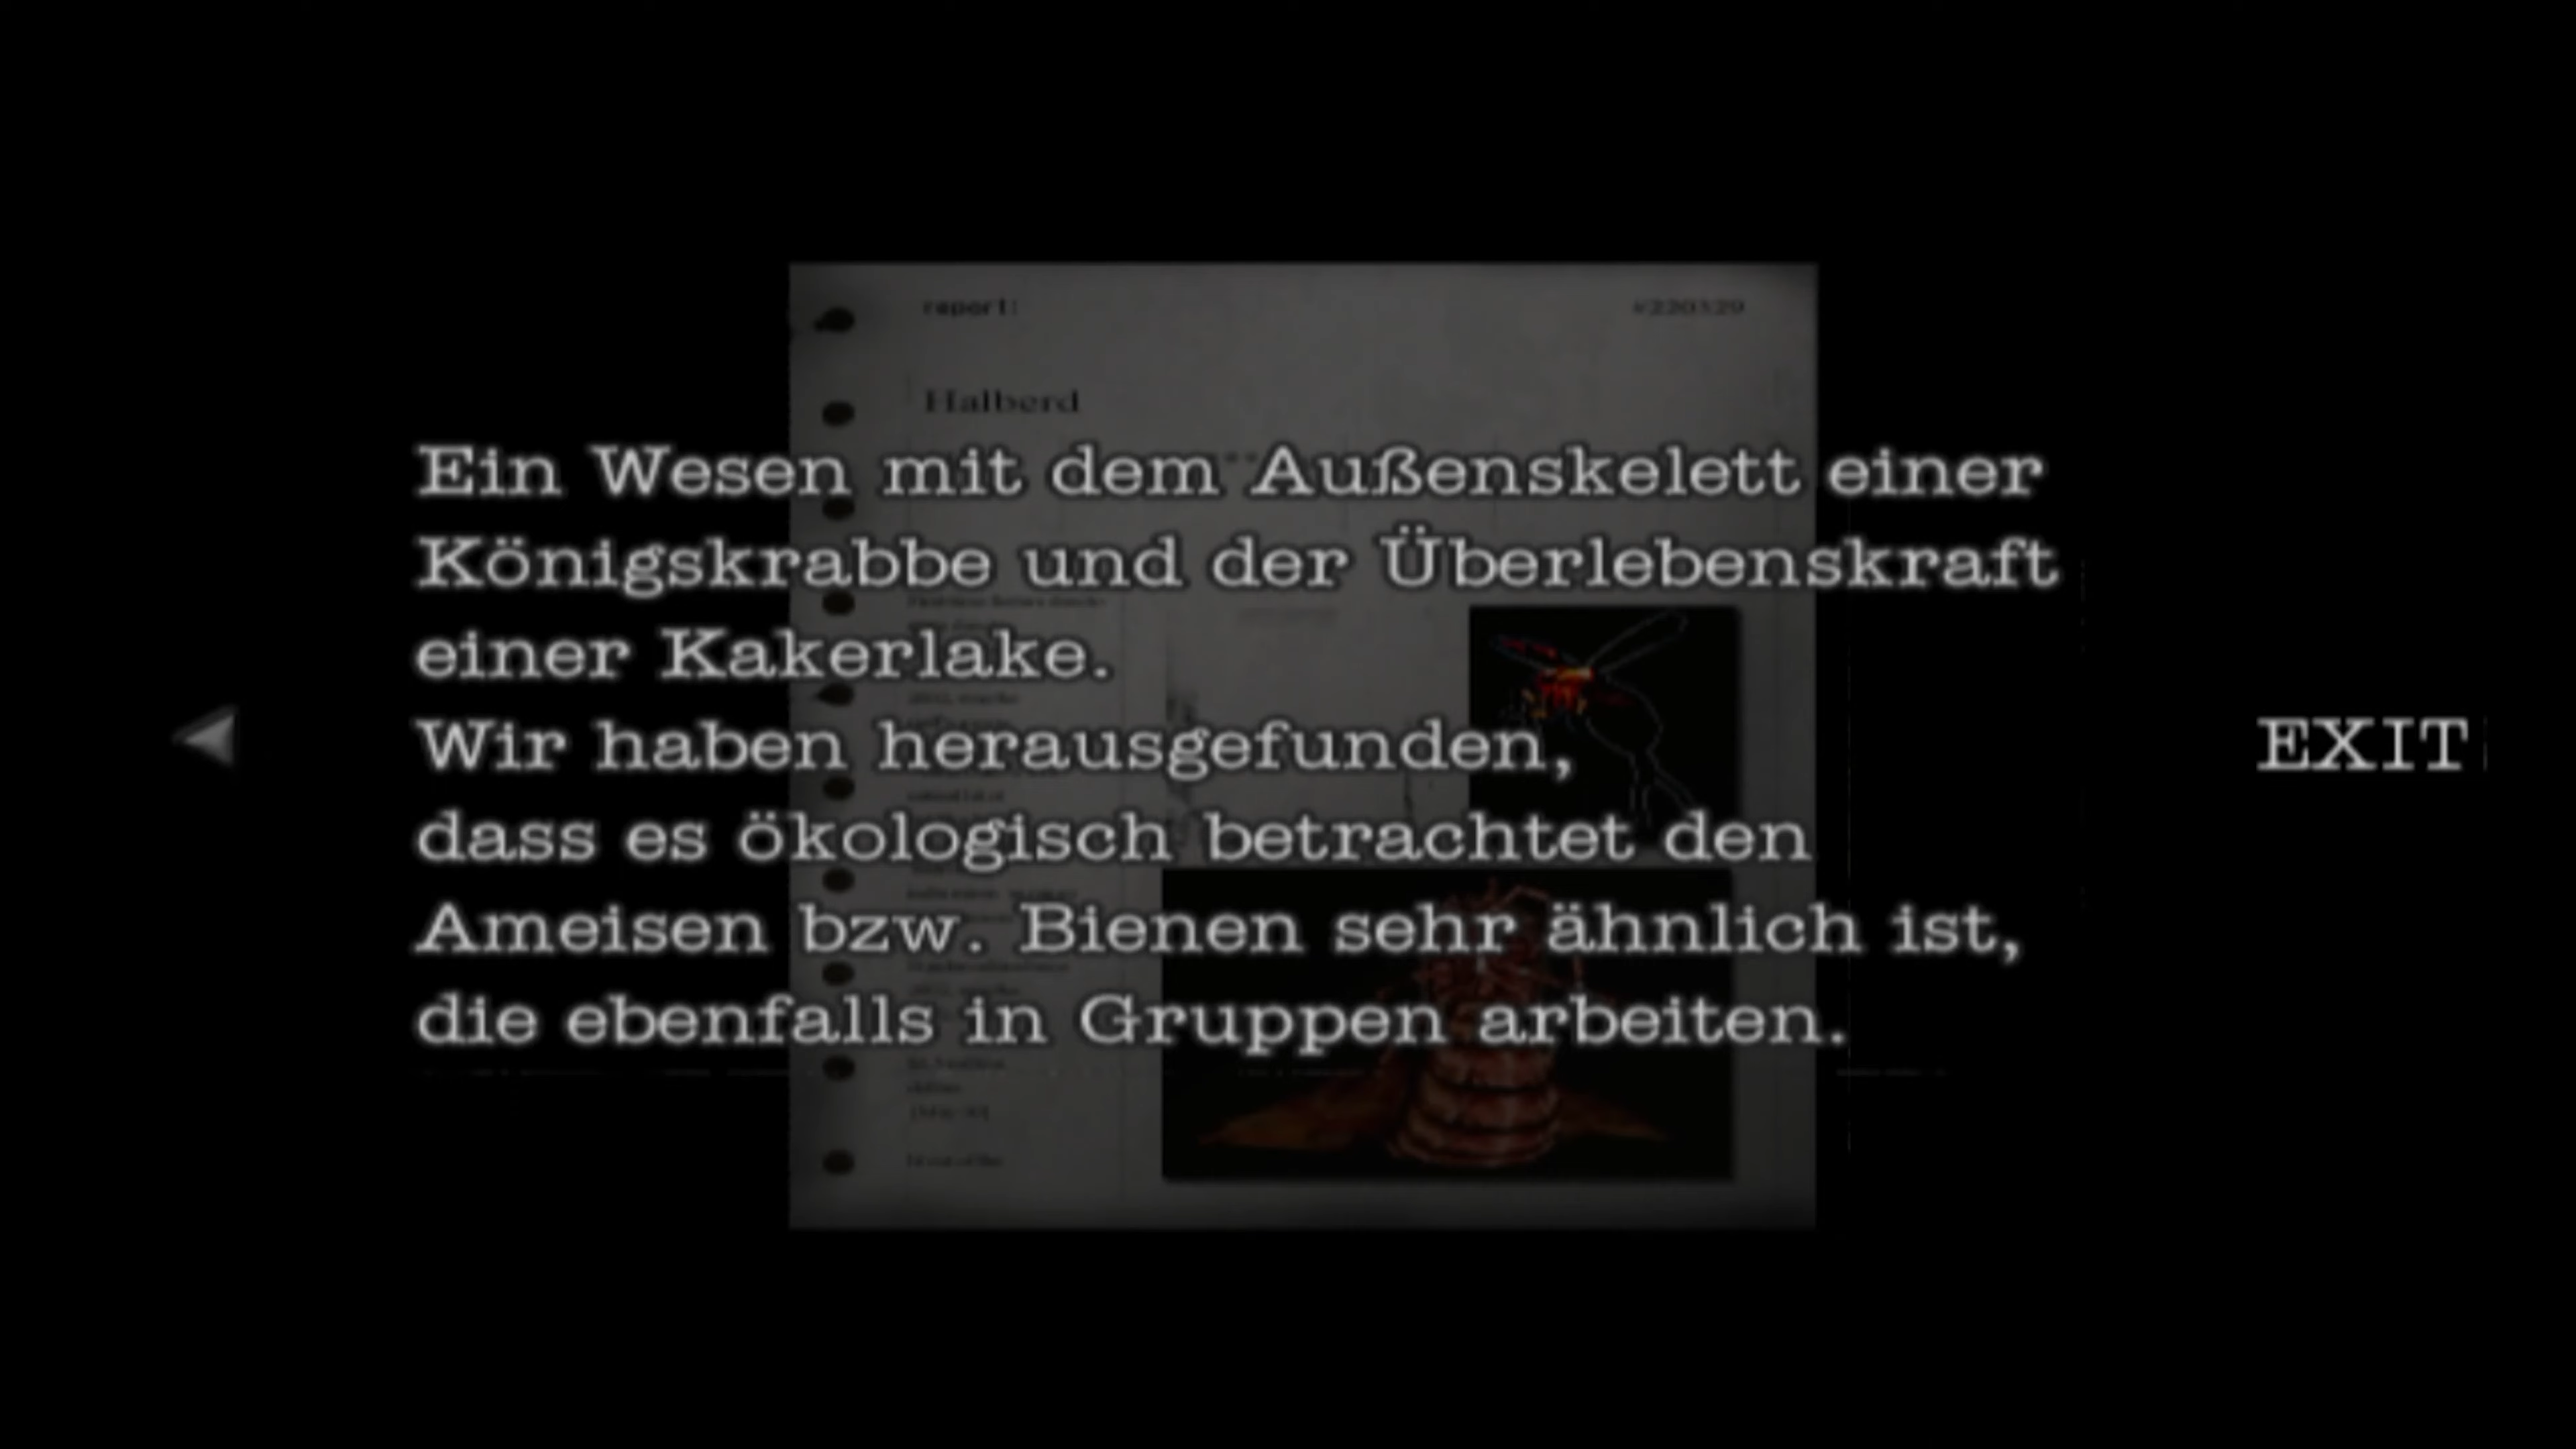 report:
Halberd
Ein Wesen mit dem Außenskelett einer
Königskrabbe und der Überlebenskraft
einer Kakerlake.
Wir haben herausgefunden,
dass es ökologisch betrachtet den
Ameisen bzw. Bienen sehr ähnlich ist,
die ebenfalls in Gruppen arbeiten.
EXIT